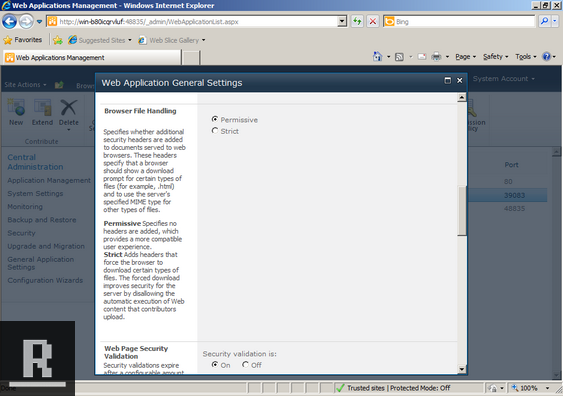 Web Applications Management - Windows Internet Explorer
http://win-b80icqrvluf:48835/_admin/WebApplicationList.aspx
Bing
Favorites
Suggested Sites
Web Slice Gallery
Web Applications Management
Page
Safety
Tools
Site Actions
Brows
System Account
Web Application General Settings
New
Extend
Delete
Contribute
Policy
Central
Administration
Application Management
System Settings
Monitoring
Backup and Restore
Security
Upgrade and Migration
General Application
Settings
Configuration Wizards
Browser File Handling
Specifies whether additional
security headers are added
to documents served to web
browsers. These headers
specify that a browser
should show a download
prompt for certain types of
files (for example, .html)
and to use the server's
specified MIME type for
other types of files.
Permissive Specifies no
headers are added, which
provides a more compatible
user experience.
Strict Adds headers that
force the browser to
download certain types of
files. The forced download
improves security for the
server by disallowing the
automatic execution of Web
content that contributors
upload.
Permissive
Strict
Web Page Security
Validation
Security validations expire
after a configurable amount
Security validation is:
On Off
Port
80
39083
48835
R
Trusted sites | Protected Mode: Off
100%